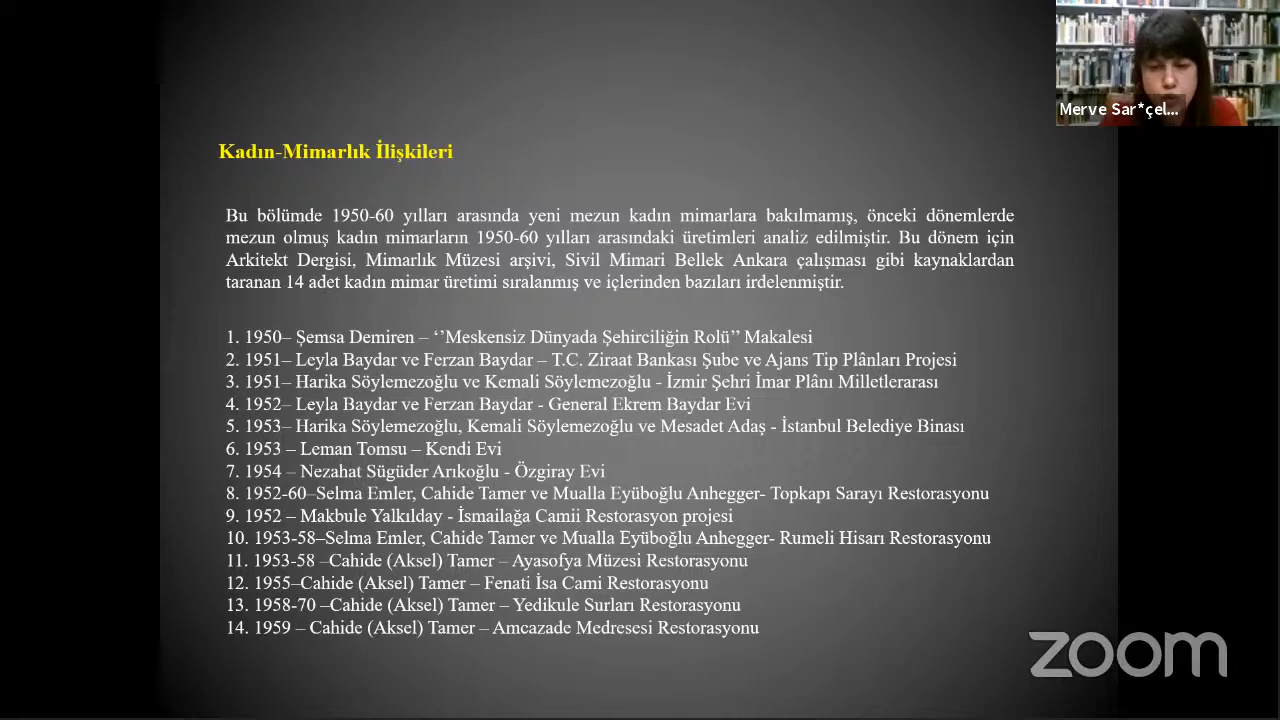 Merve Sar*çel...
Kadın-Mimarlık İlişkileri
Bu bölümde 1950-60 yılları arasında yeni mezun kadın mimarlara bakılmamış, önceki dönemlerde
mezun olmuş kadın mimarların 1950-60 yılları arasındaki üretimleri analiz edilmiştir. Bu dönem için
Arkitekt Dergisi, Mimarlık Müzesi arşivi, Sivil Mimari Bellek Ankara çalışması gibi kaynaklardan
taranan 14 adet kadın mimar üretimi sıralanmış ve içlerinden bazıları irdelenmiştir.
1. 1950– Şemsa Demiren – ‘’Meskensiz Dünyada Şehirciliğin Rolü’’ Makalesi
2. 1951– Leyla Baydar ve Ferzan Baydar – T.C. Ziraat Bankası Şube ve Ajans Tip Plânları Projesi
3. 1951– Harika Söylemezoğlu ve Kemali Söylemezoğlu - İzmir Şehri İmar Plânı Milletlerarası
4. 1952– Leyla Baydar ve Ferzan Baydar - General Ekrem Baydar Evi
5. 1953– Harika Söylemezoğlu, Kemali Söylemezoğlu ve Mesadet Adaş - İstanbul Belediye Binası
6. 1953 – Leman Tomsu – Kendi Evi
7. 1954 – Nezahat Sügüder Arıkoğlu - Özgiray Evi
8. 1952-60–Selma Emler, Cahide Tamer ve Mualla Eyüboğlu Anhegger- Topkapı Sarayı Restorasyonu
9. 1952 – Makbule Yalkılday - İsmailağa Camii Restorasyon projesi
10. 1953-58–Selma Emler, Cahide Tamer ve Mualla Eyüboğlu Anhegger- Rumeli Hisarı Restorasyonu
11. 1953-58 –Cahide (Aksel) Tamer – Ayasofya Müzesi Restorasyonu
12. 1955–Cahide (Aksel) Tamer – Fenati İsa Cami Restorasyonu
13. 1958-70 –Cahide (Aksel) Tamer – Yedikule Surları Restorasyonu
14. 1959 – Cahide (Aksel) Tamer – Amcazade Medresesi Restorasyonu
zoom